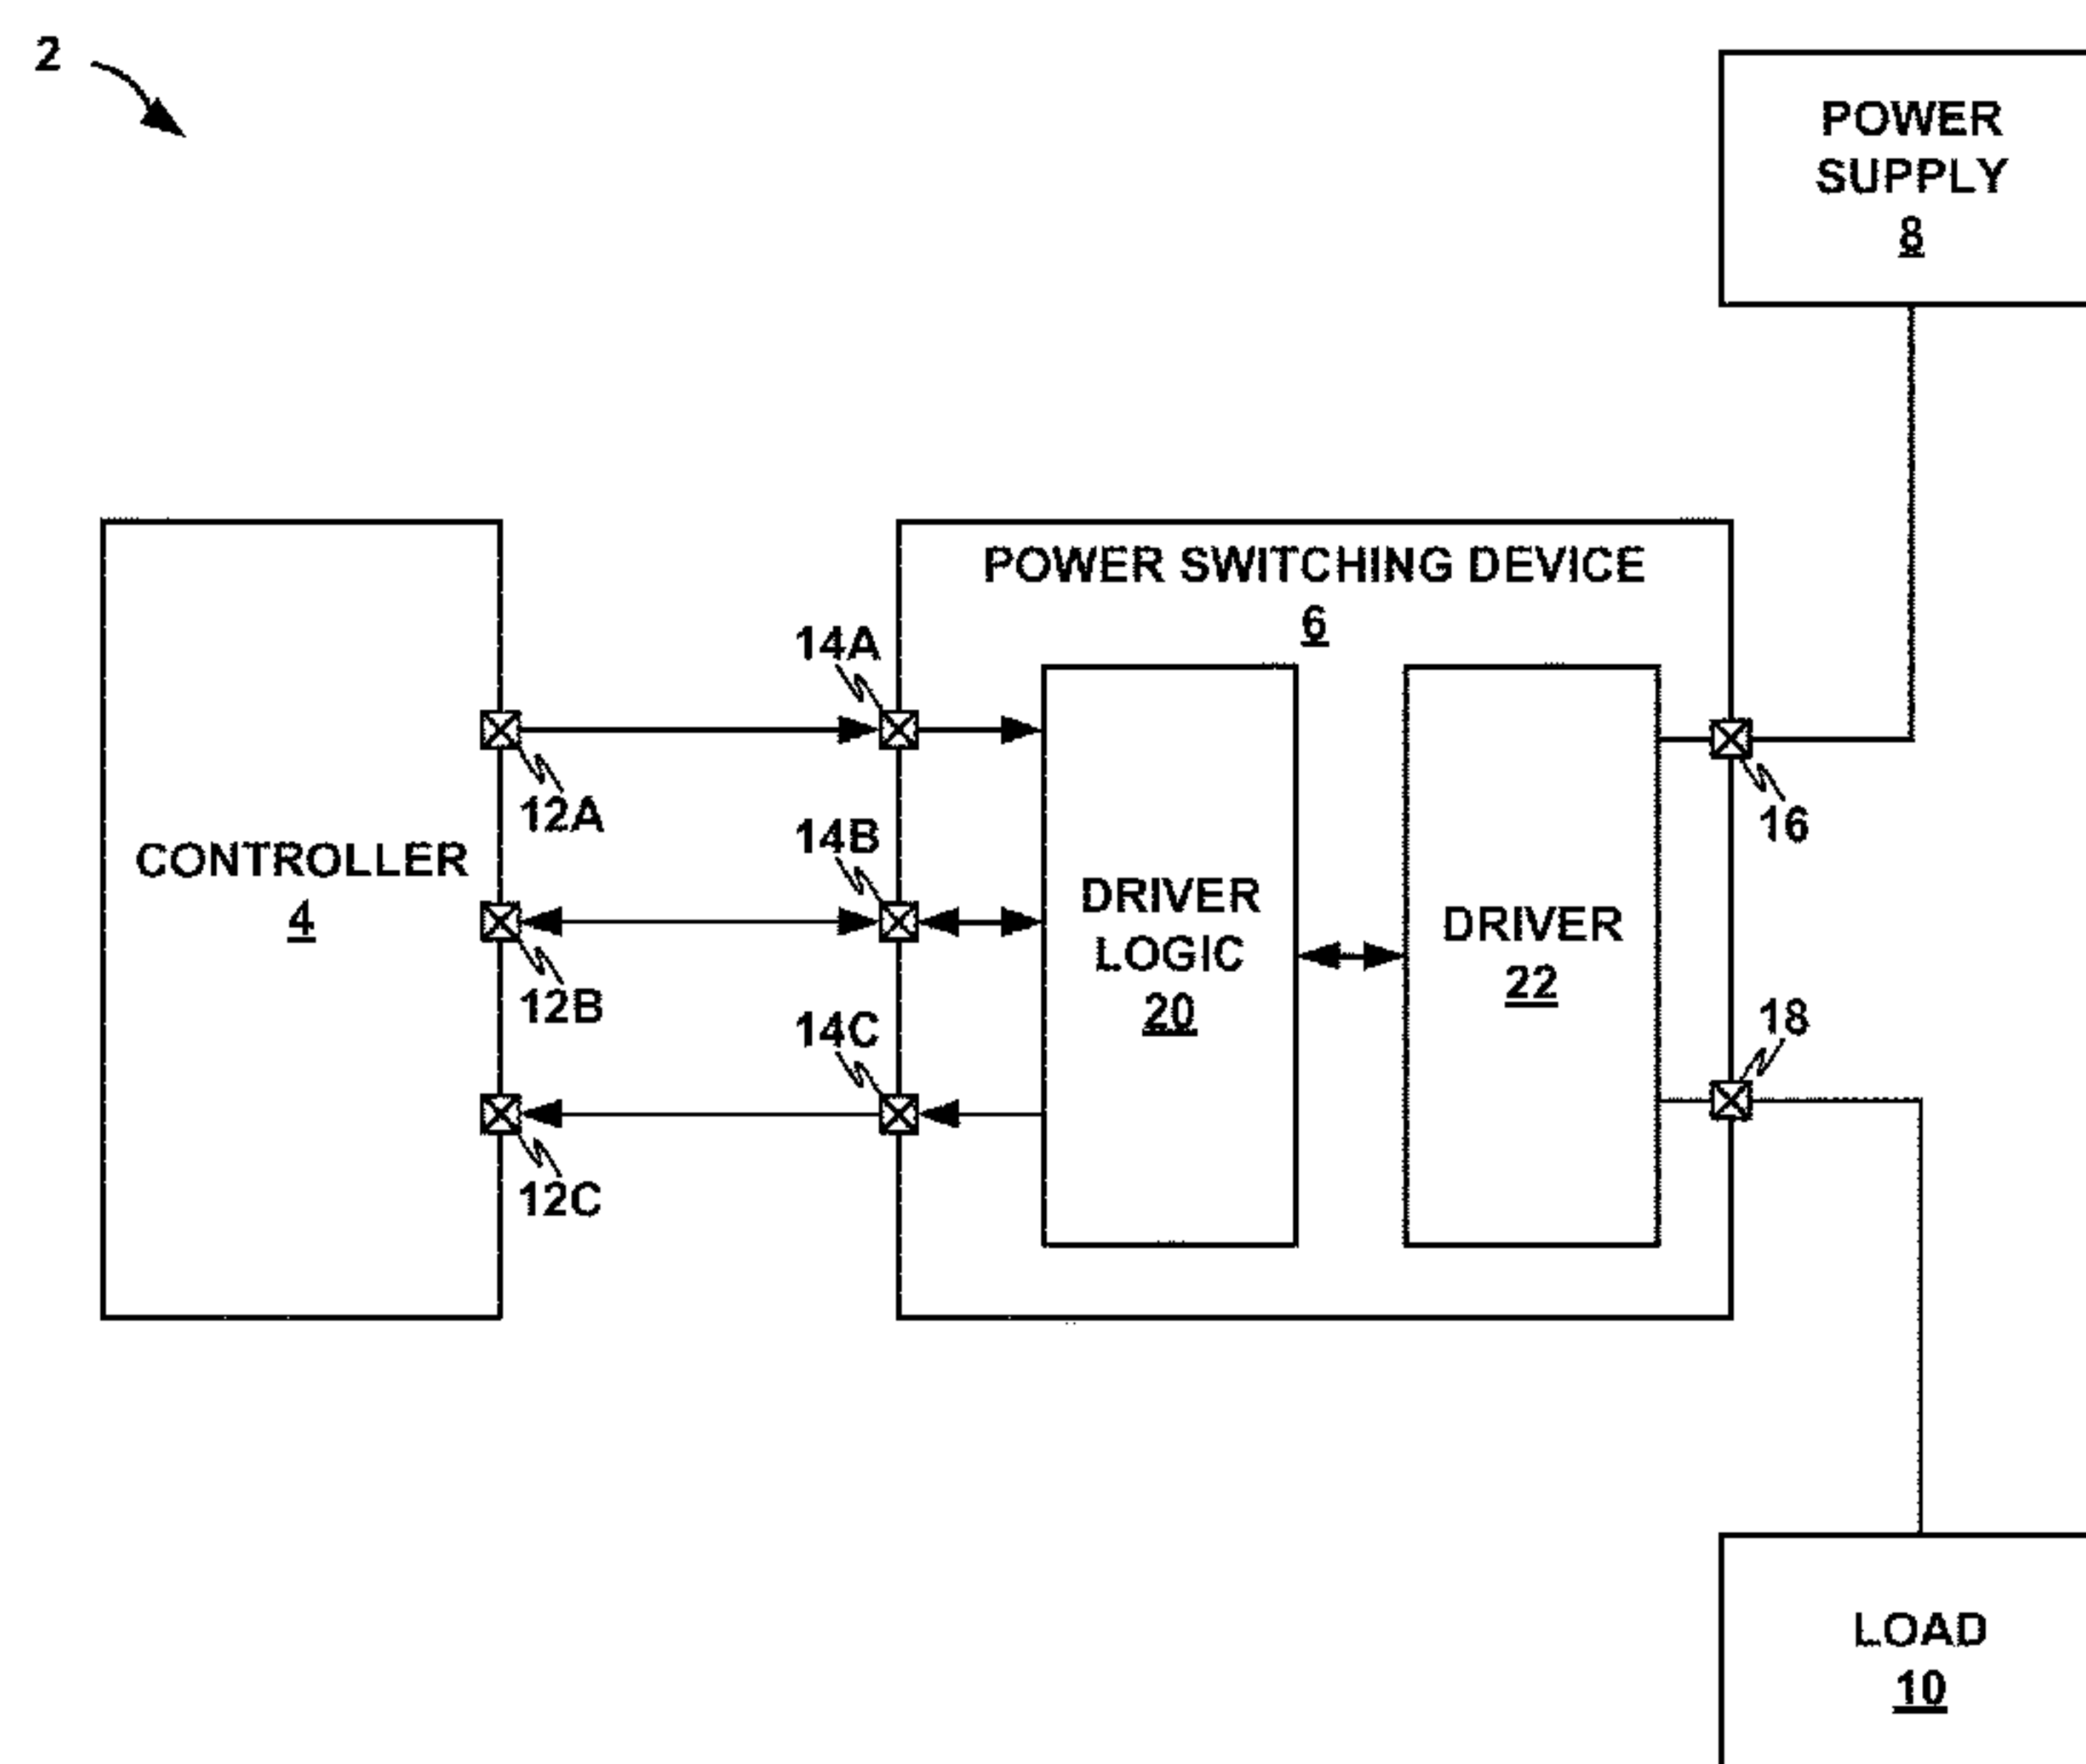 2
POWER
SUPPLY
8
POWER SWITCHING DEVICE
6
14A
12A
16
14B
CONTROLLER
4
DRIVER
LOGIC
20
DRIVER
22
12B
14C
18
12C
LOAD
10